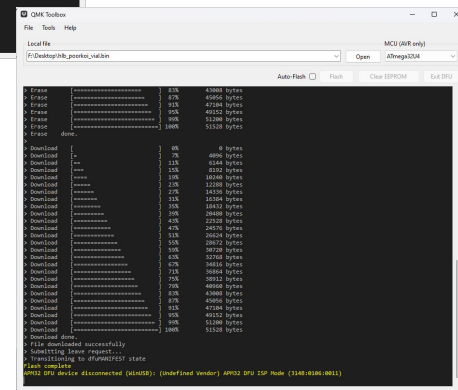 QMK Toolbox
File Tools Help
Local file
MCU (AVR only)
F:\Desktop\hlb_poorkoi_vial.bin
Open
ATmega32U4
Auto-Flash
Flash
Clear EEPROM
Exit DFU
> Erase [===================== ] 83% 43008 bytes
> Erase [====================== ] 87% 45056 bytes
> Erase [======================= ] 91% 47104 bytes
> Erase [======================== ] 95% 49152 bytes
> Erase [========================= ] 99% 51200 bytes
> Erase [=========================] 100% 51528 bytes
> Erase done.
>
> Download [ ] 0% 0 bytes
> Download [= ] 7% 4096 bytes
> Download [== ] 11% 6144 bytes
> Download [=== ] 15% 8192 bytes
> Download [==== ] 19% 10240 bytes
> Download [===== ] 23% 12288 bytes
> Download [====== ] 27% 14336 bytes
> Download [======= ] 31% 16384 bytes
> Download [======== ] 35% 18432 bytes
> Download [========= ] 39% 20480 bytes
> Download [========== ] 43% 22528 bytes
> Download [=========== ] 47% 24576 bytes
> Download [============ ] 51% 26624 bytes
> Download [============= ] 55% 28672 bytes
> Download [============== ] 59% 30720 bytes
> Download [=============== ] 63% 32768 bytes
> Download [================ ] 67% 34816 bytes
> Download [================= ] 71% 36864 bytes
> Download [================== ] 75% 38912 bytes
> Download [=================== ] 79% 40960 bytes
> Download [==================== ] 83% 43008 bytes
> Download [===================== ] 87% 45056 bytes
> Download [====================== ] 91% 47104 bytes
> Download [======================= ] 95% 49152 bytes
> Download [======================== ] 99% 51200 bytes
> Download [=========================] 100% 51528 bytes
> Download done.
> File downloaded successfully
> Submitting leave request...
> Transitioning to dfuMANIFEST state
Flash complete
APM32 DFU device disconnected (WinUSB): (Undefined Vendor) APM32 DFU ISP Mode (314B:0106:0011)